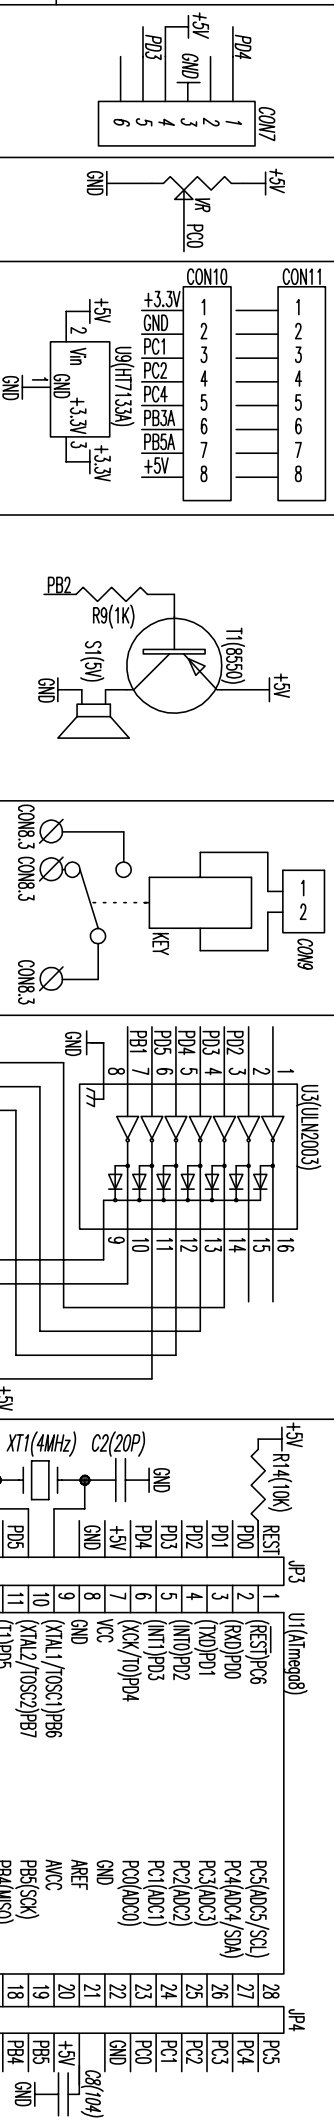 PD3
+5V
GND
PD4
6 5 4 3 2 1
CON7
GND
VR
+5V
PC0
CON10
CON11
+3.3V 1 1
GND 2 2
PC1 3 3
PC2 4 4
PC4 5 5
PB3A 6 6
PB5A 7 7
+5V 8 8
U9(HT7133A)
+5V
2
Vin
GND
1
GND
+3.3V
3
+3.3V
PB2
R9(1K)
T1(8550)
S1(5V)
GND
+5V
CON8.3
CON8.3
CON8.3
KEY
1
2
CON9
U3(ULN2003)
GND
PB1
PD5
PD4
PD3
PD2
8 7 6 5 4 3 2 1
9 10 11 12 13 14 15 16
+5V
XT1(4MHz)
C2(20P)
GND
+5V
R14(10K)
JP3
U1(ATmega8)
REST 1 (REST)PC6
PD0 2 (RXD)PD0
PD1 3 (TXD)PD1
PD2 4 (INT0)PD2
PD3 5 (INT1)PD3
PD4 6 (XCK/T0)PD4
+5V 7 VCC
GND 8 GND
9 (XTAL1/TOSC1)PB6
10 (XTAL2/TOSC2)PB7
PD5 11 (T1)PD5
PC5(ADC5/SCL) 28 PC5
PC4(ADC4/SDA) 27 PC4
PC3(ADC3) 26 PC3
PC2(ADC2) 25 PC2
PC1(ADC1) 24 PC1
PC0(ADC0) 23 PC0
GND 22 GND
AREF 21
AVCC 20 +5V
PB5(SCK) 19 PB5
PB4(MISO) 18 PB4
JP4
C8(104)
GND